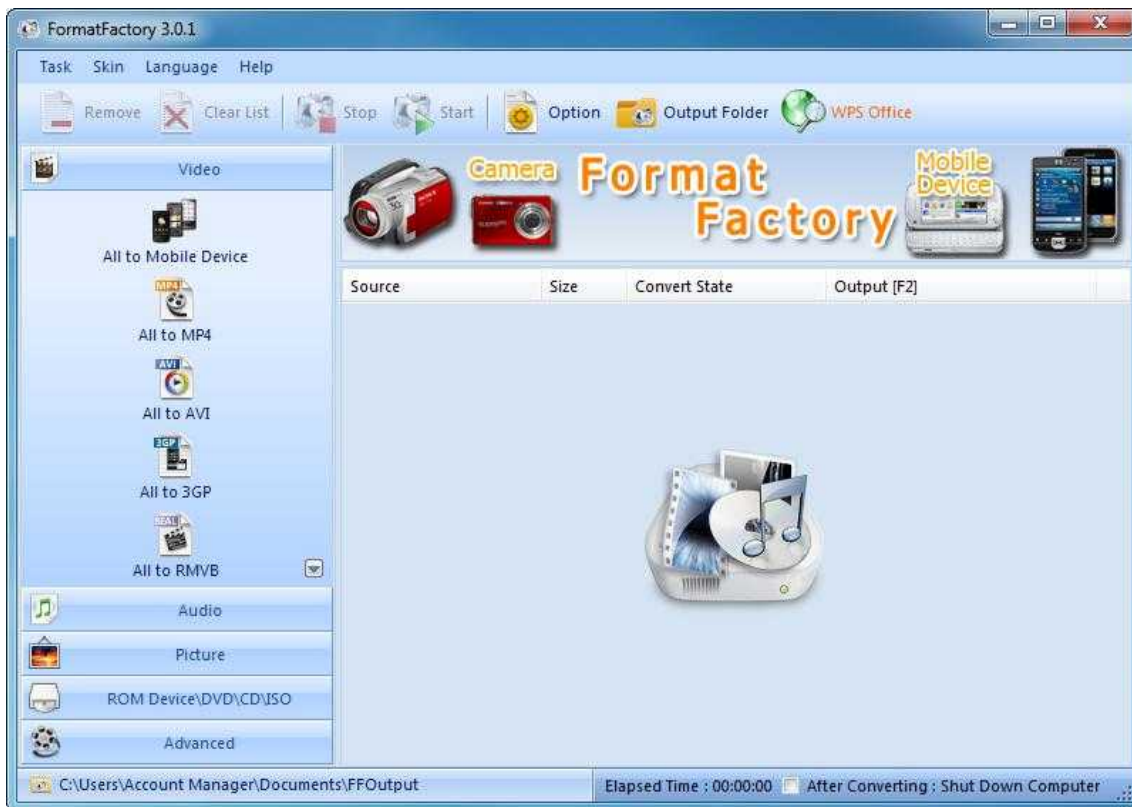 FormatFactory 3.0.1
Task Skin Language Help
Remove Clear List Stop Start Option Output Folder WPS Office
Video
Camera Format Factory Mobile Device
All to Mobile Device
MP4
All to MP4
AVI
All to AVI
3GP
All to 3GP
REAL
All to RMVB
Audio
Picture
ROM Device\DVD\CD\ISO
Advanced
Source Size Convert State Output [F2]
C:\Users\Account Manager\Documents\FFOutput
Elapsed Time : 00:00:00 After Converting : Shut Down Computer